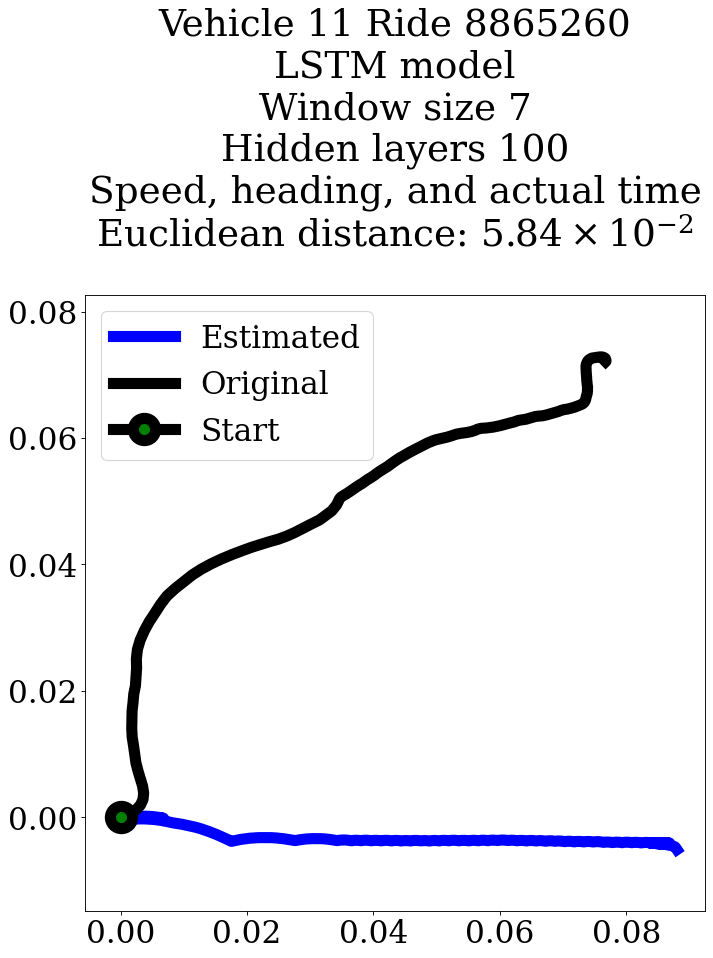 Vehicle 11 Ride 8865260
LSTM model
Window size 7
Hidden layers 100
Speed, heading, and actual time
Euclidean distance: 5.84 × 10⁻²
0.08
0.06
0.04
0.02
0.00
Estimated
Original
Start
0.00 0.02 0.04 0.06 0.08